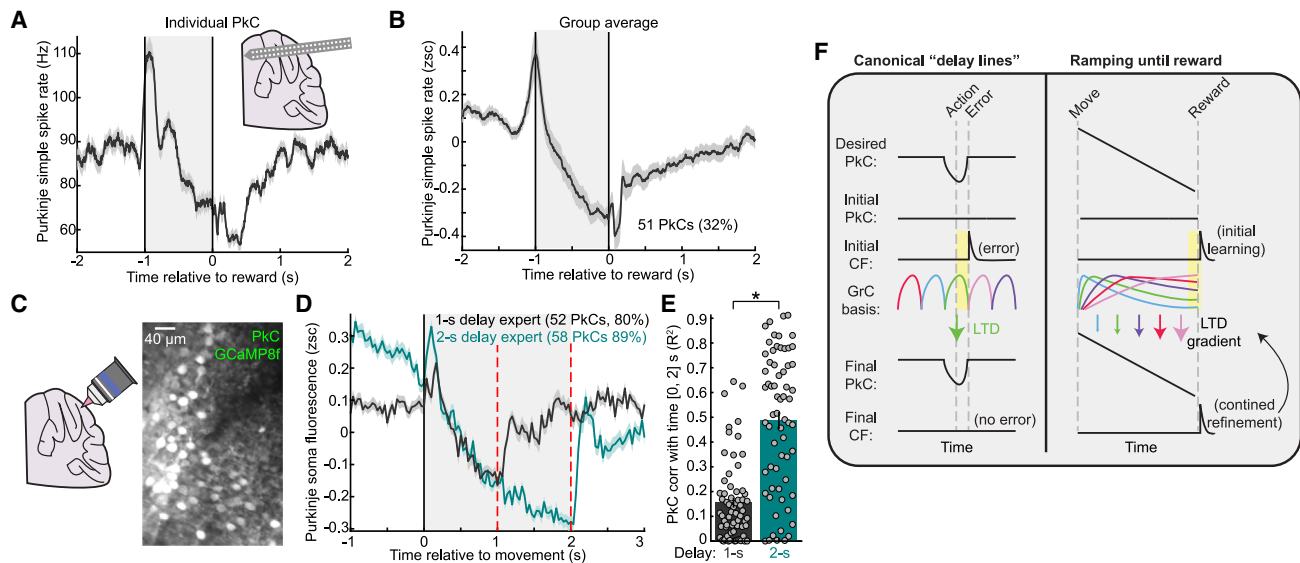 A
Individual PkC
Purkinje simple spike rate (Hz)
110
100
90
80
70
60
-2
-1
0
1
2
Time relative to reward (s)
B
Group average
Purkinje simple spike rate (zsc)
0.4
0.2
0
-0.2
-0.4
51 PkCs (32%)
-2
-1
0
1
2
Time relative to reward (s)
C
40 µm
PkC
GCaMP8f
D
1-s delay expert (52 PkCs, 80%)
2-s delay expert (58 PkCs 89%)
Purkinje soma fluorescence (zsc)
0.3
0.2
0.1
0
-0.1
-0.2
-0.3
-1
0
1
2
3
Time relative to movement (s)
E
*
PkC corr with time [0, 2] s (R²)
0.9
0.8
0.7
0.6
0.5
0.4
0.3
0.2
0.1
0
Delay: 1-s 2-s
F
Canonical “delay lines”
Action
Error
Desired
PkC:
Initial
PkC:
Initial
CF:
(error)
GrC
basis:
LTD
Final
PkC:
Final
CF:
(no error)
Time
Ramping until reward
Move
Reward
(initial
learning)
LTD
gradient
(contined
refinement)
Time